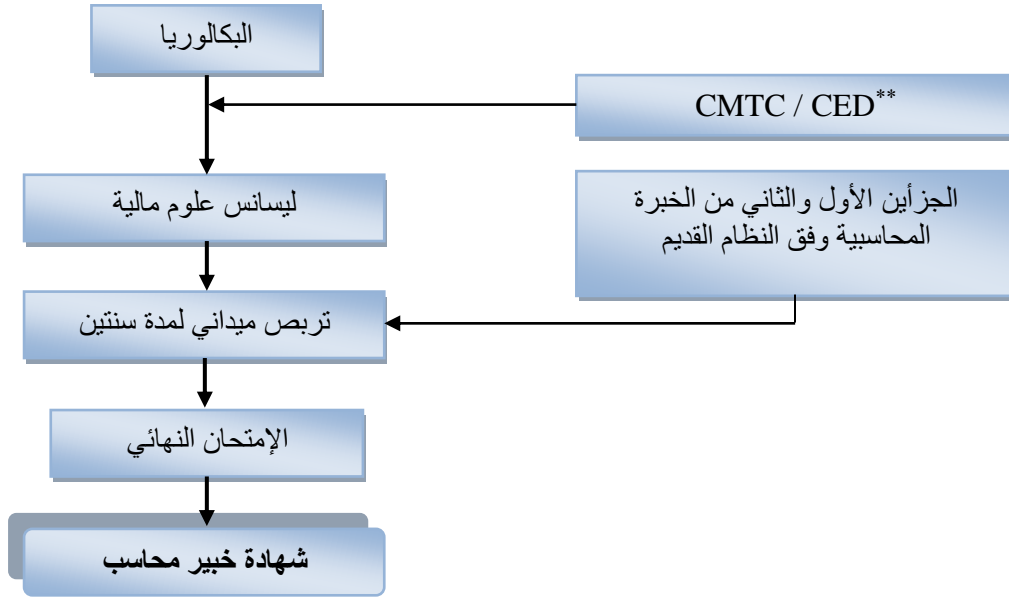 البكالوريا
CMTC / CED**
ليسانس علوم مالية
الجزأين الأول والثاني من الخبرة
المحاسبية وفق النظام القديم
تربص ميداني لمدة سنتين
الإمتحان النهائي
شهادة خبير محاسب